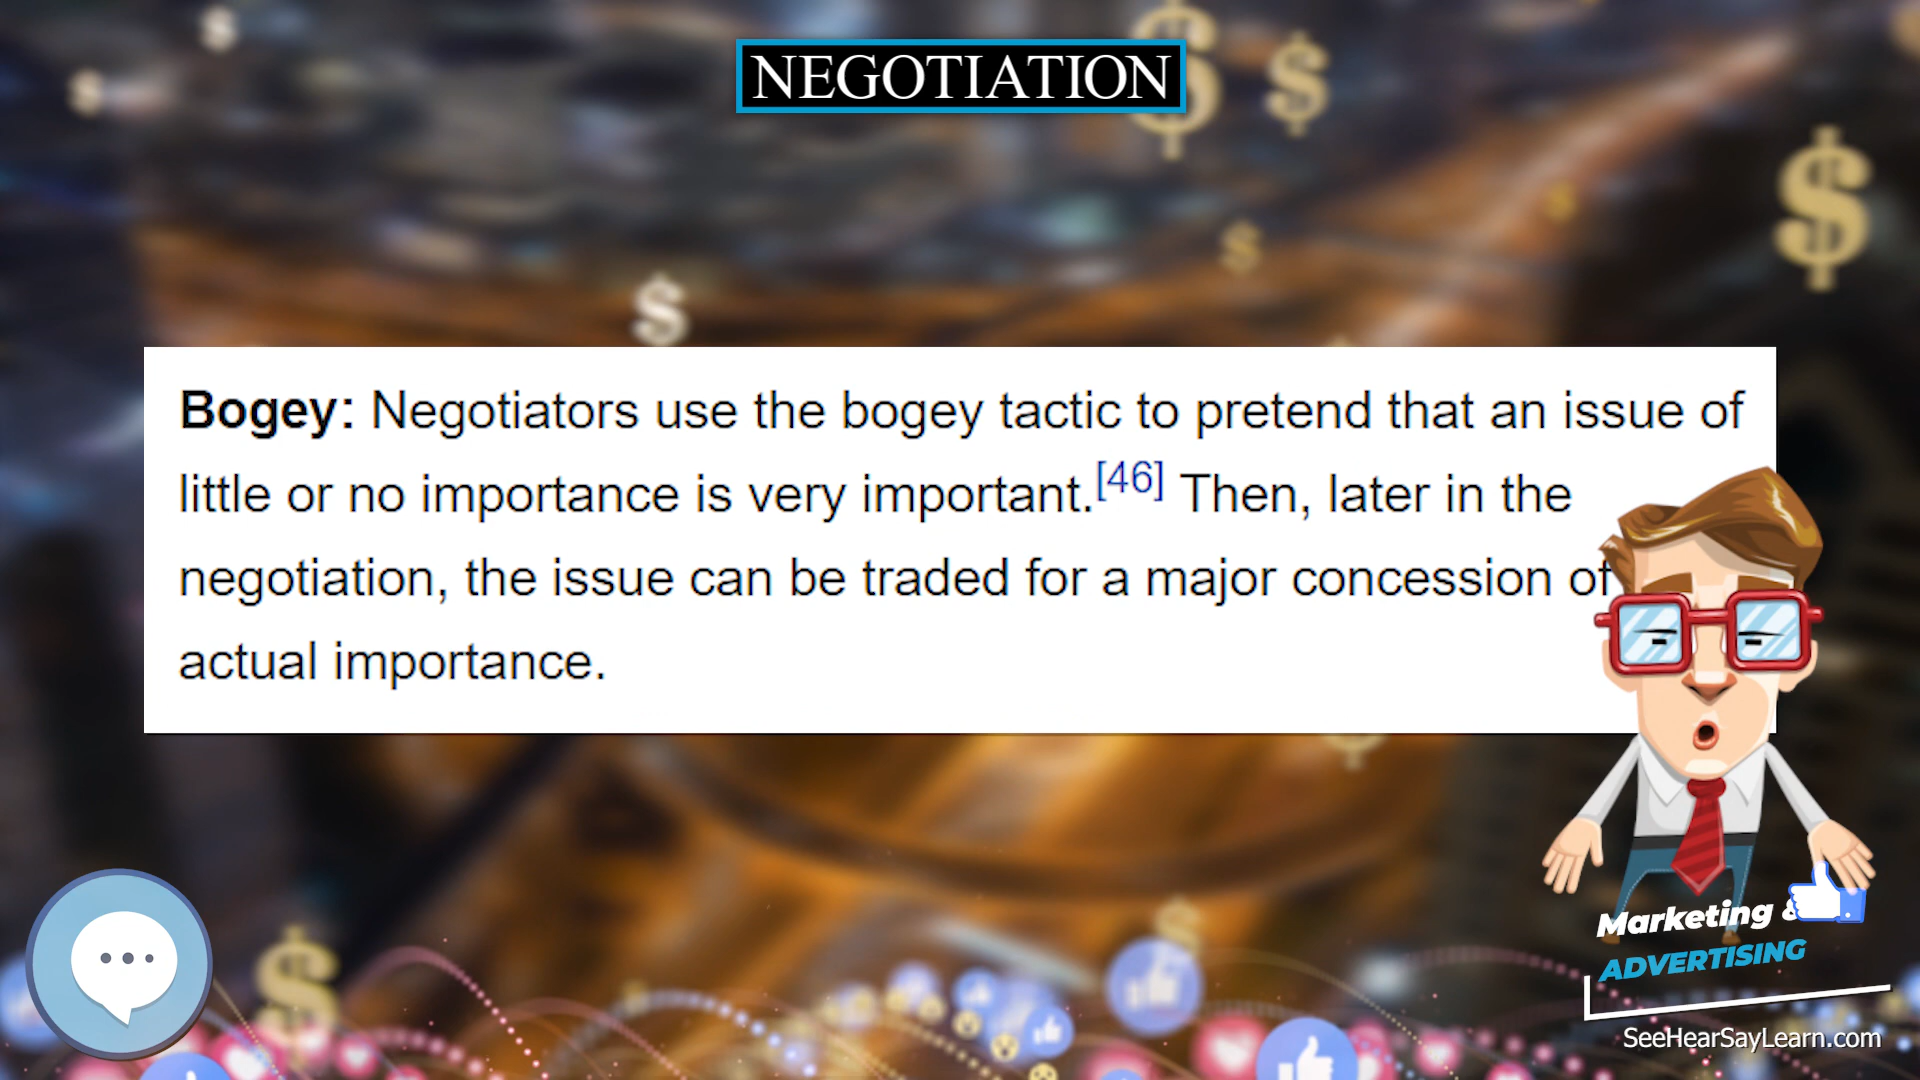 NEGOTIATION
Bogey: Negotiators use the bogey tactic to pretend that an issue of
little or no importance is very important.[46] Then, later in the
negotiation, the issue can be traded for a major concession of
actual importance.
Marketing &
ADVERTISING
SeeHearSayLearn.com